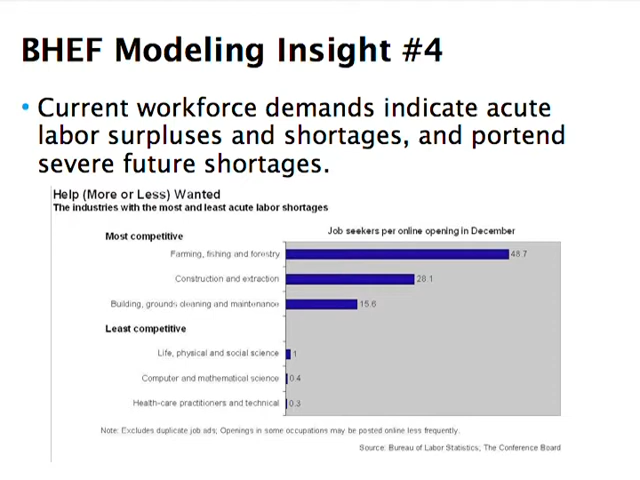 BHEF Modeling Insight #4
• Current workforce demands indicate acute
labor surpluses and shortages, and portend
severe future shortages.
Help (More or Less) Wanted
The industries with the most and least acute labor shortages
Most competitive
Job seekers per online opening in December
Farming, fishing and forestry 48.7
Construction and extraction 28.1
Building, grounds cleaning and maintenance 15.6
Least competitive
Life, physical and social science 1
Computer and mathematical science 0.4
Health-care practitioners and technical 0.3
Note: Excludes duplicate job ads; Openings in some occupations may be posted online less frequently.
Source: Bureau of Labor Statistics; The Conference Board